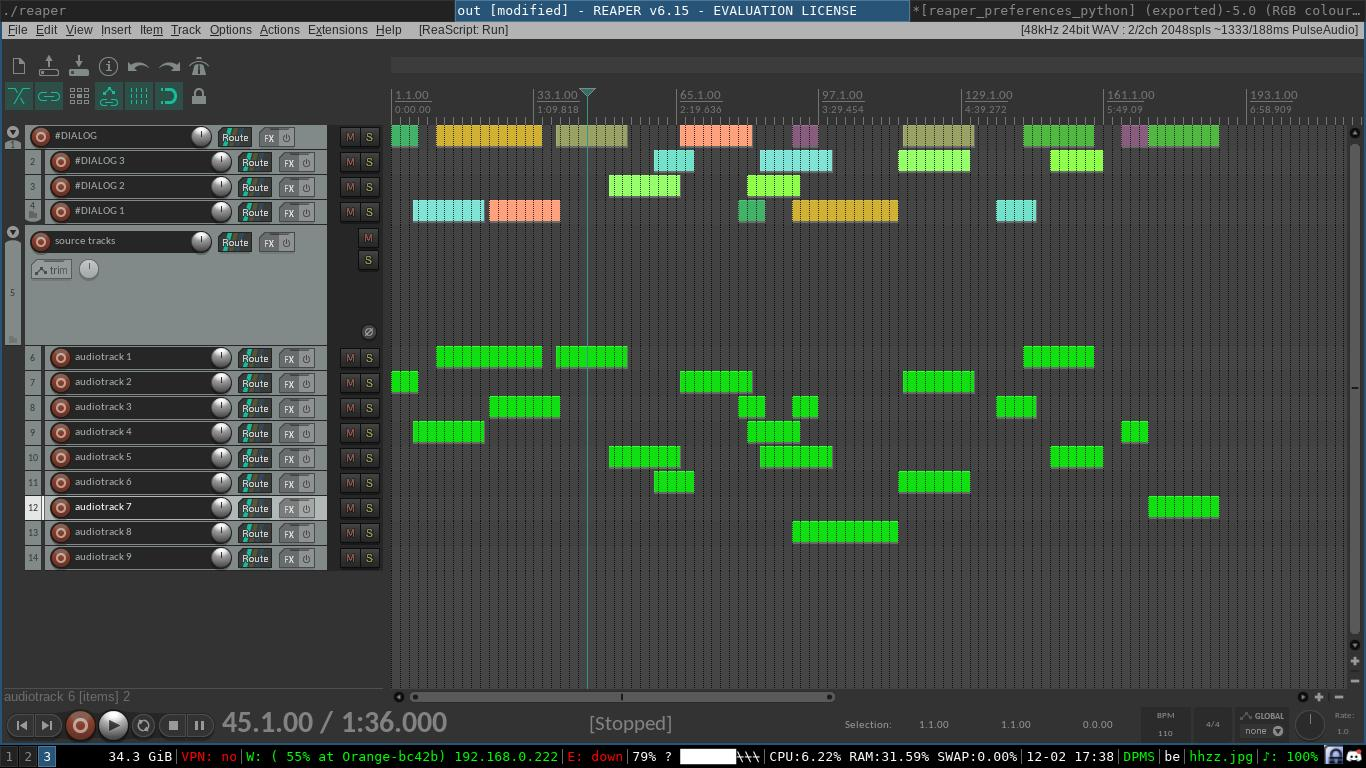 ./reaper
out [modified] - REAPER v6.15 - EVALUATION LICENSE
*[reaper_preferences_python] (exported)-5.0 (RGB colour…
File Edit View Insert Item Track Options Actions Extensions Help [ReaScript: Run] [48kHz 24bit WAV : 2/2ch 2048spls ~1333/188ms PulseAudio]
1.1.00 33.1.00 65.1.00 97.1.00 129.1.00 161.1.00 193.1.00
0:00.00 1:09.818 2:19.636 3:29.454 4:39.272 5:49.09 6:58.909
1 #DIALOG Route FX M S
2 #DIALOG 3 Route FX M S
3 #DIALOG 2 Route FX M S
4 #DIALOG 1 Route FX M S
source tracks Route FX M
S
trim
5
6 audiotrack 1 Route FX M S
7 audiotrack 2 Route FX M S
8 audiotrack 3 Route FX M S
9 audiotrack 4 Route FX M S
10 audiotrack 5 Route FX M S
11 audiotrack 6 Route FX M S
12 audiotrack 7 Route FX M S
13 audiotrack 8 Route FX M S
14 audiotrack 9 Route FX M S
audiotrack 6 [items] 2
45.1.00 / 1:36.000 [Stopped] Selection: 1.1.00 1.1.00 0.0.00
BPM
110
4/4
GLOBAL
none
Rate:
1.0
1 2 3 34.3 GiB VPN: no W: ( 55% at Orange-bc42b) 192.168.0.222 E: down 79% ? CPU:6.22% RAM:31.59% SWAP:0.00% 12-02 17:38 DPMS be hhzz.jpg ♪: 100%